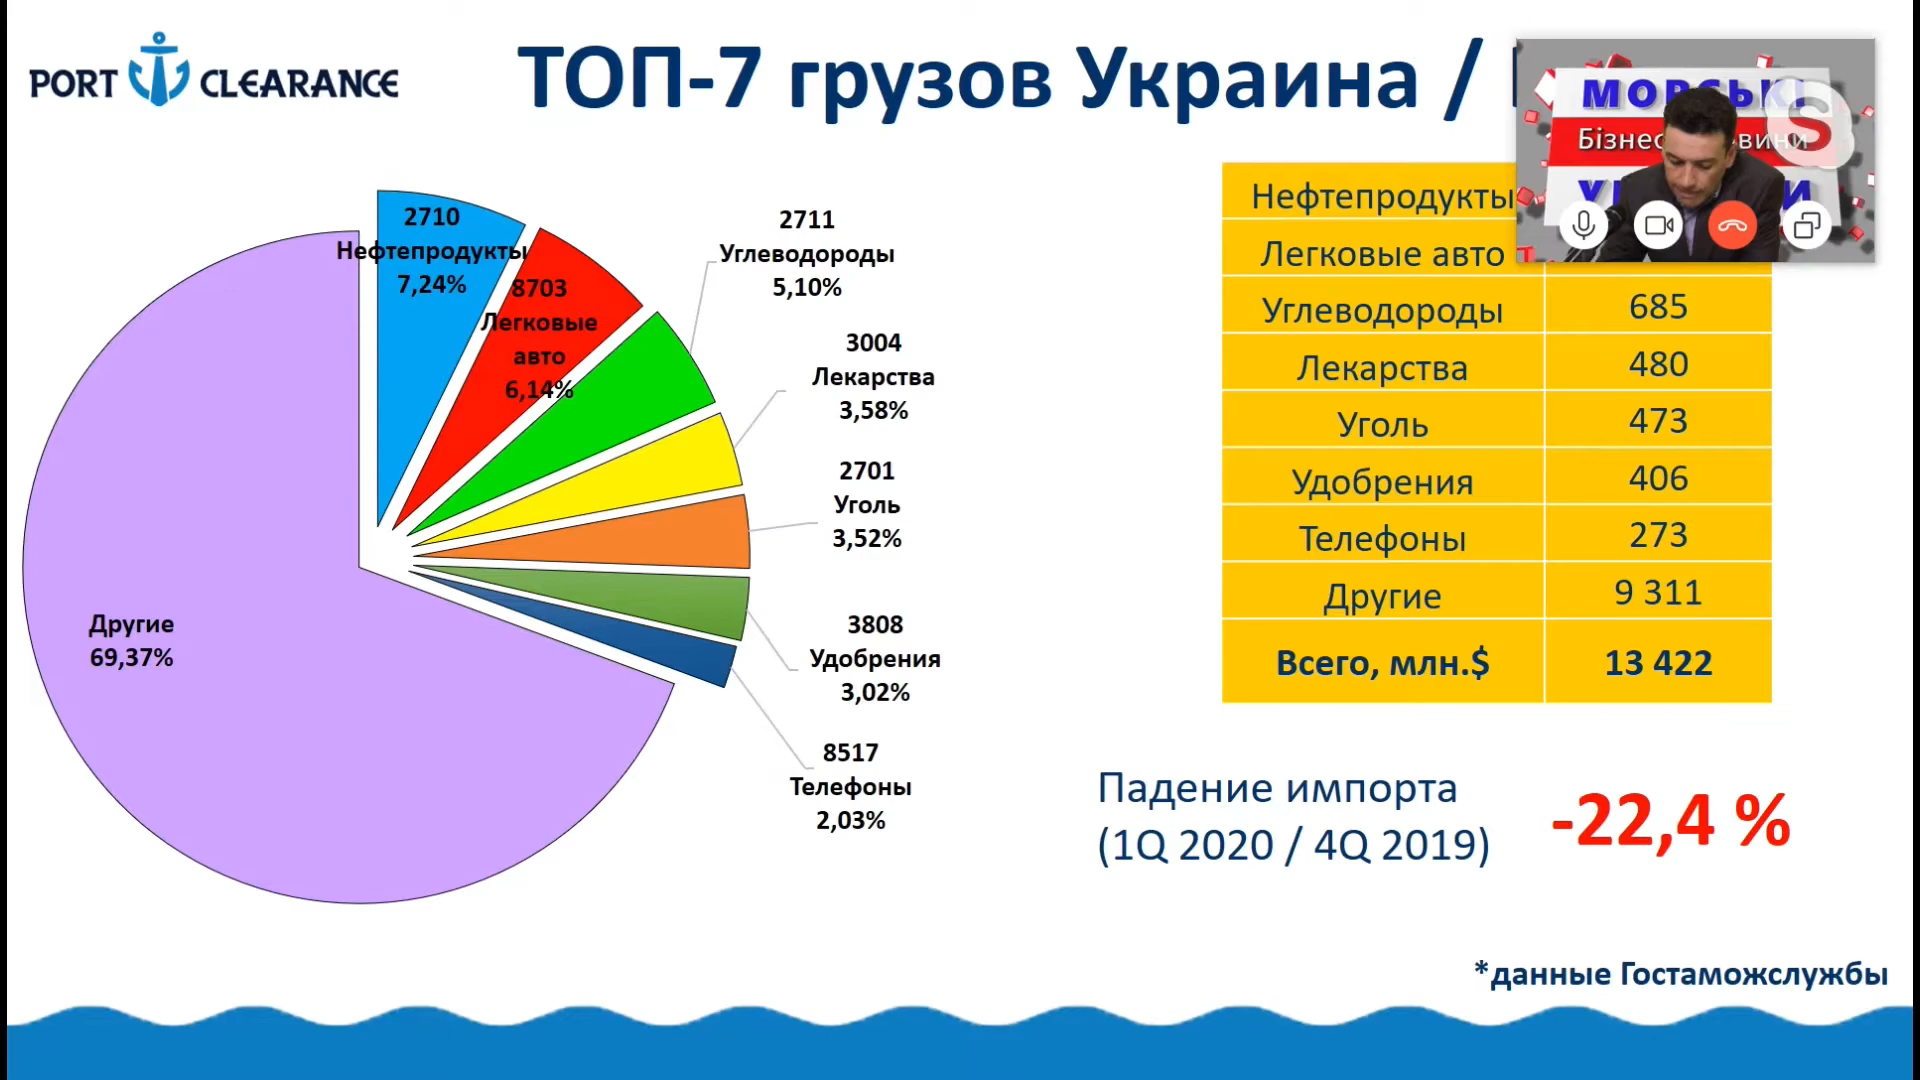 PORT CLEARANCE
ТОП-7 грузов Украина /
2710
Нефтепродукты
7,24%
8703
Легковые
авто
6,14%
2711
Углеводороды
5,10%
3004
Лекарства
3,58%
2701
Уголь
3,52%
3808
Удобрения
3,02%
8517
Телефоны
2,03%
Другие
69,37%
МОРСЬКІ
S
Нефтепродукты
Легковые авто
Углеводороды 685
Лекарства 480
Уголь 473
Удобрения 406
Телефоны 273
Другие 9 311
Всего, млн.$ 13 422
Падение импорта
(1Q 2020 / 4Q 2019)
-22,4 %
*данные Гостаможслужбы